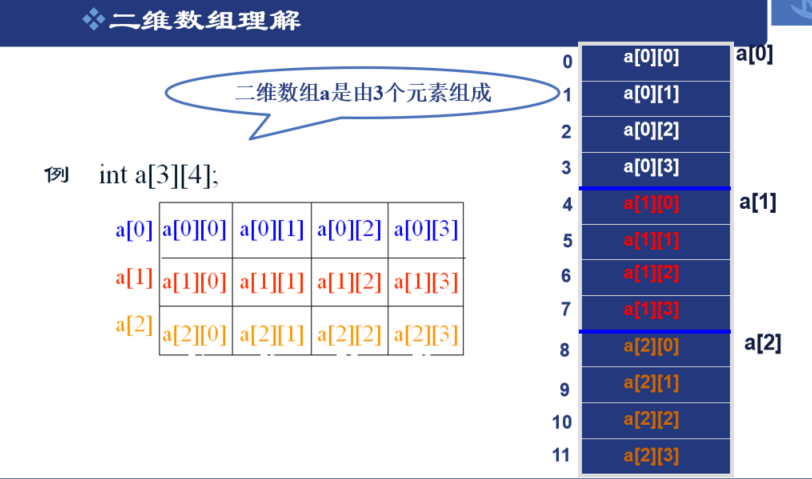 二维数组理解
二维数组a是由3个元素组成
例 int a[3][4];
a[0] a[0][0] a[0][1] a[0][2] a[0][3]
a[1] a[1][0] a[1][1] a[1][2] a[1][3]
a[2] a[2][0] a[2][1] a[2][2] a[2][3]
0 a[0][0] a[0]
1 a[0][1]
2 a[0][2]
3 a[0][3]
4 a[1][0] a[1]
5 a[1][1]
6 a[1][2]
7 a[1][3]
8 a[2][0] a[2]
9 a[2][1]
10 a[2][2]
11 a[2][3]